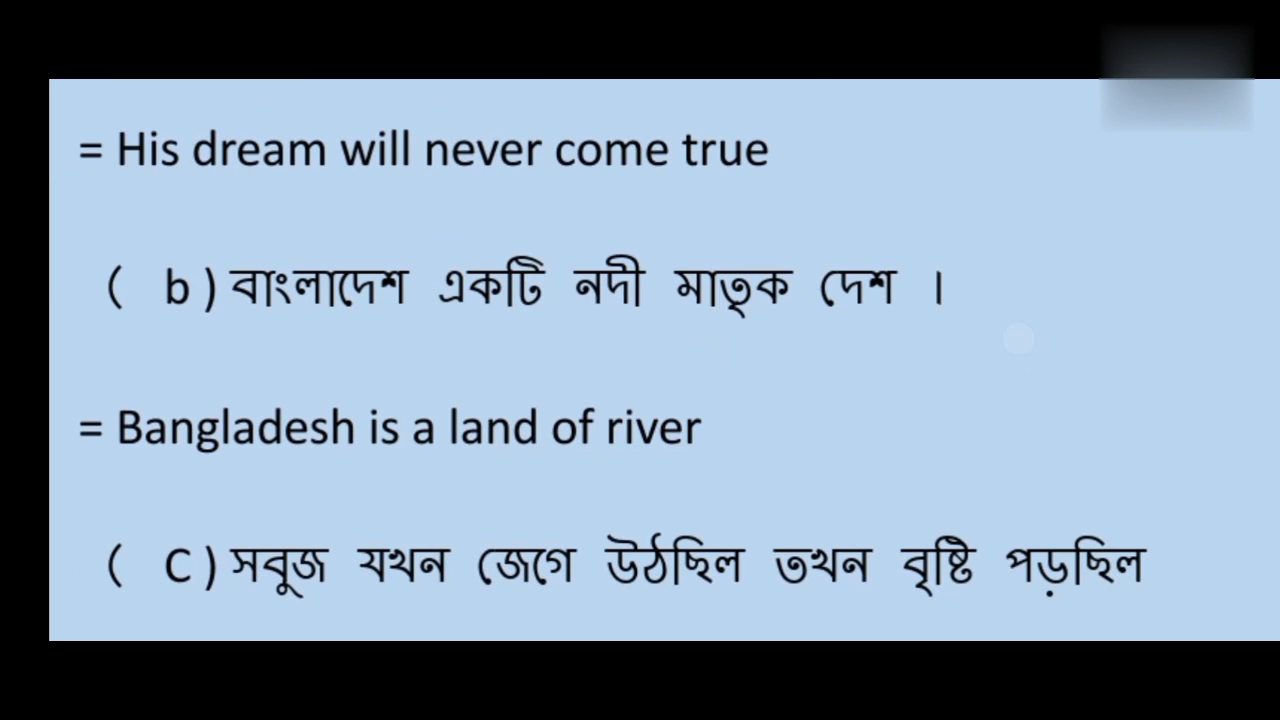 = His dream will never come true
( b ) বাংলাদেশ একটি নদী মাতৃক দেশ ।
= Bangladesh is a land of river
( C ) সবুজ যখন জেগে উঠছিল তখন বৃষ্টি পড়ছিল